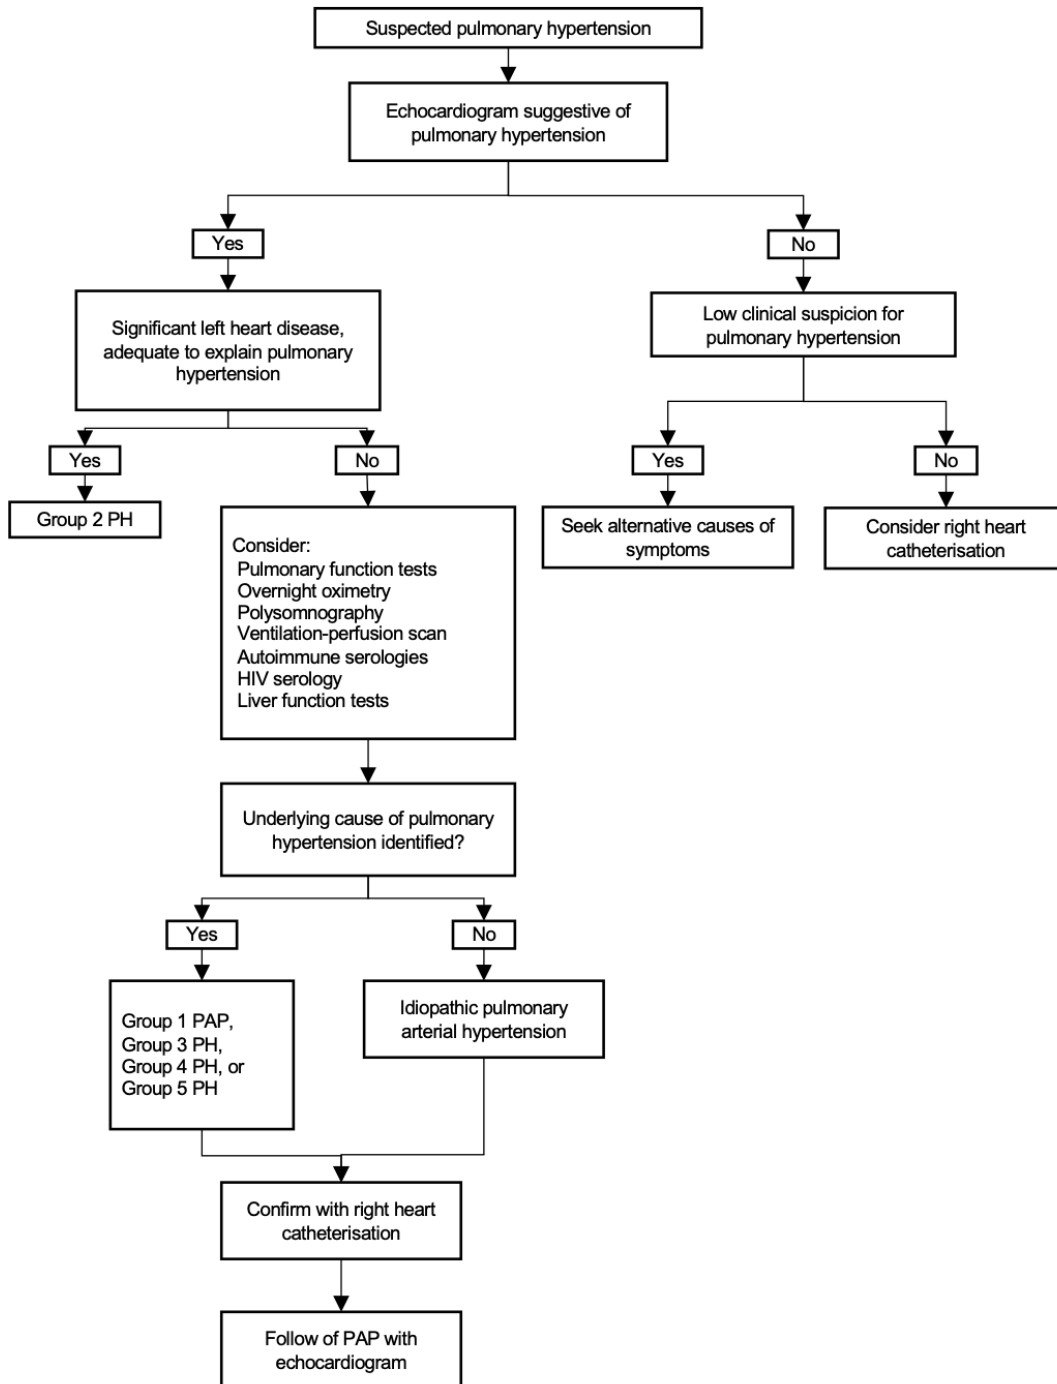 Suspected pulmonary hypertension
Echocardiogram suggestive of
pulmonary hypertension
Yes
No
Significant left heart disease,
adequate to explain pulmonary
hypertension
Low clinical suspicion for
pulmonary hypertension
Yes
No
Yes
No
Group 2 PH
Seek alternative causes of
symptoms
Consider right heart
catheterisation
Consider:
Pulmonary function tests
Overnight oximetry
Polysomnography
Ventilation-perfusion scan
Autoimmune serologies
HIV serology
Liver function tests
Underlying cause of pulmonary
hypertension identified?
Yes
No
Group 1 PAP,
Group 3 PH,
Group 4 PH, or
Group 5 PH
Idiopathic pulmonary
arterial hypertension
Confirm with right heart
catheterisation
Follow of PAP with
echocardiogram